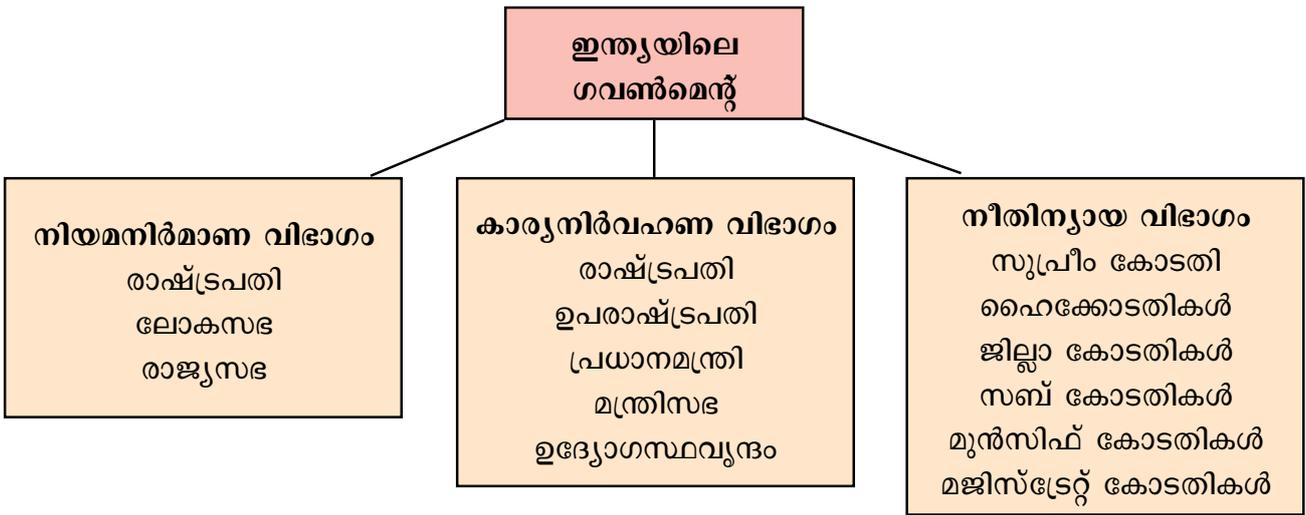 ഇന്ത്യയിലെ
ഗവൺമെന്റ്
നിയമനിർമാണ വിഭാഗം
രാഷ്ട്രപതി
ലോകസഭ
രാജ്യസഭ
കാര്യനിർവഹണ വിഭാഗം
രാഷ്ട്രപതി
ഉപരാഷ്ട്രപതി
പ്രധാനമന്ത്രി
മന്ത്രിസഭ
ഉദ്യോഗസ്ഥവൃന്ദം
നീതിന്യായ വിഭാഗം
സുപ്രീം കോടതി
ഹൈക്കോടതികൾ
ജില്ലാ കോടതികൾ
സബ് കോടതികൾ
മുൻസിഫ് കോടതികൾ
മജിസ്ട്രേറ്റ് കോടതികൾ